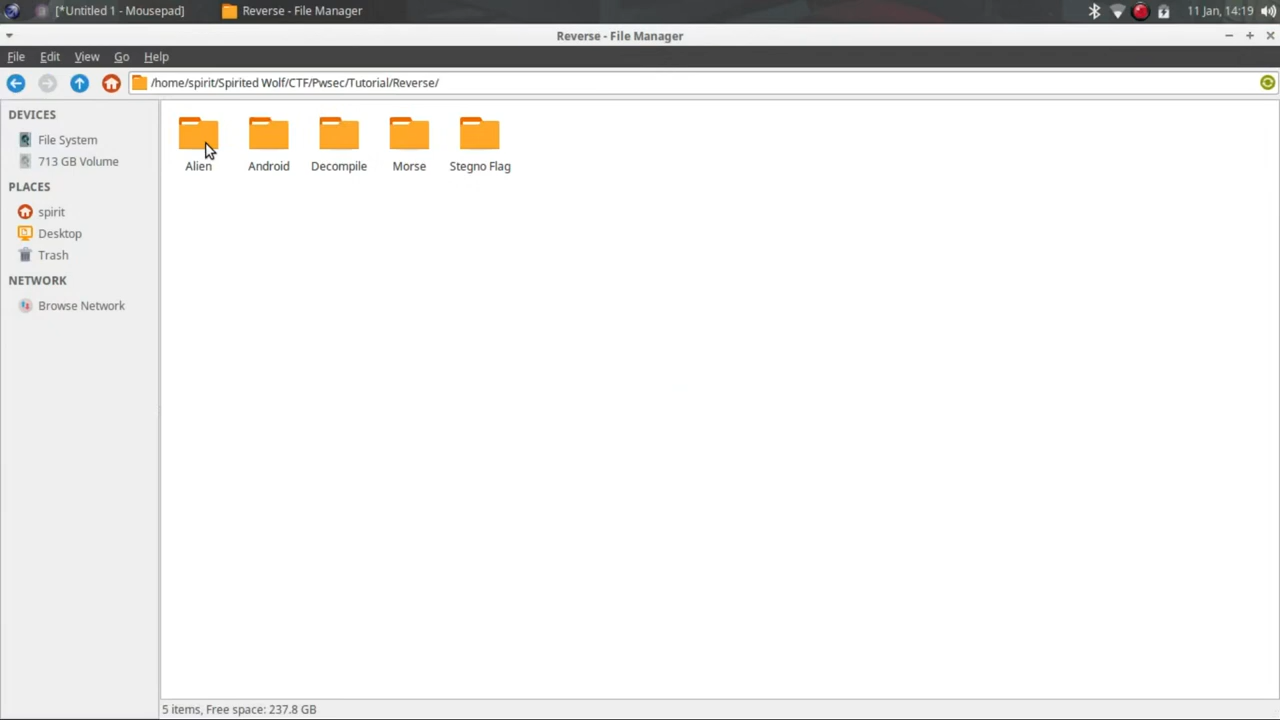 [*Untitled 1 - Mousepad] Reverse - File Manager 11 Jan, 14:19
Reverse - File Manager
File Edit View Go Help
/home/spirit/Spirited Wolf/CTF/Pwsec/Tutorial/Reverse/
DEVICES
File System
713 GB Volume
PLACES
spirit
Desktop
Trash
NETWORK
Browse Network
Alien Android Decompile Morse Stegno Flag
5 items, Free space: 237.8 GB